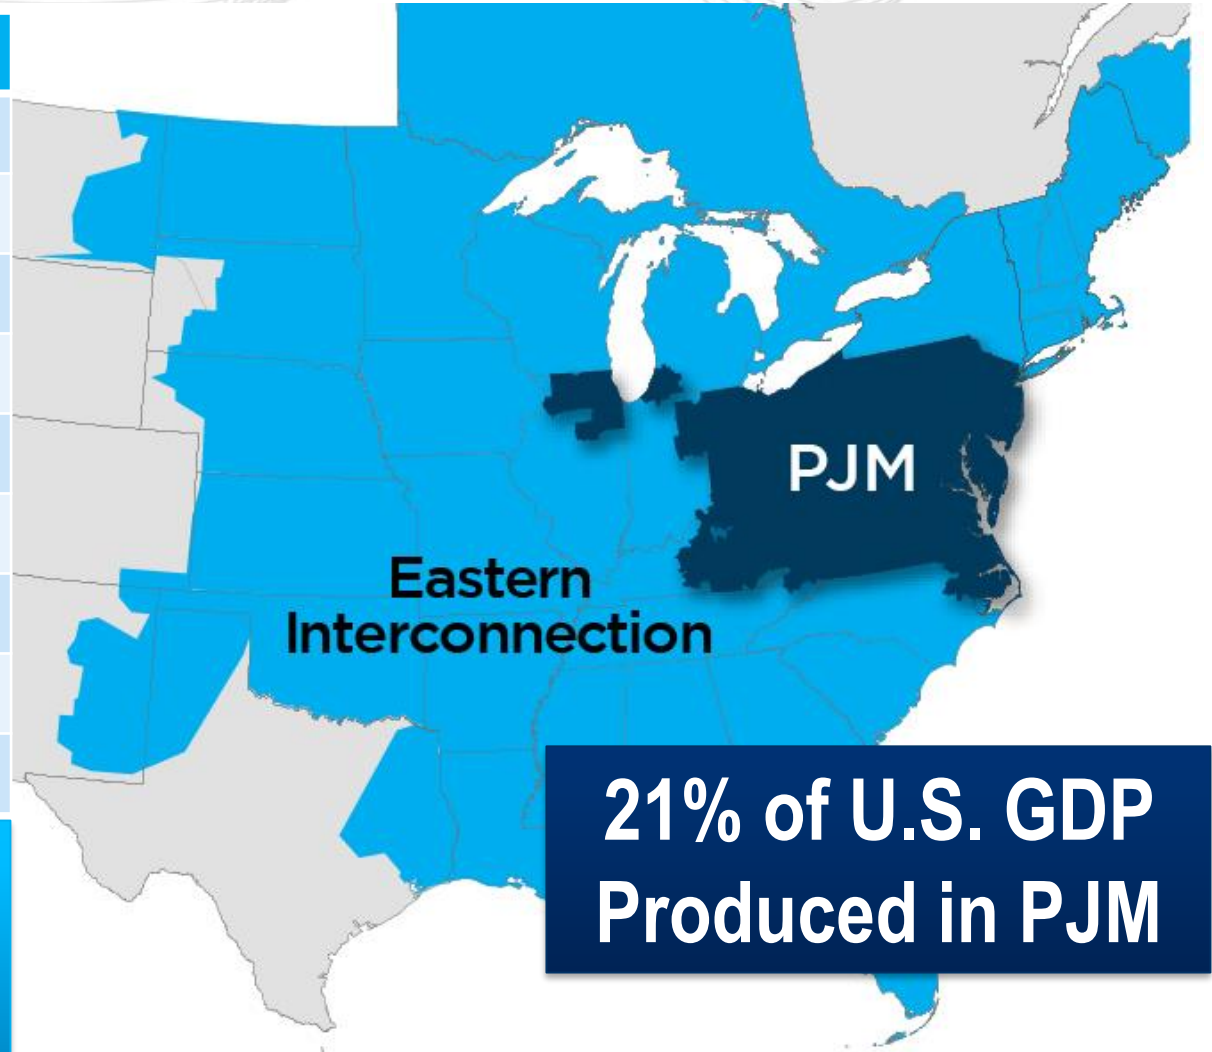 PJM
Eastern
Interconnection
21% of U.S. GDP
Produced in PJM